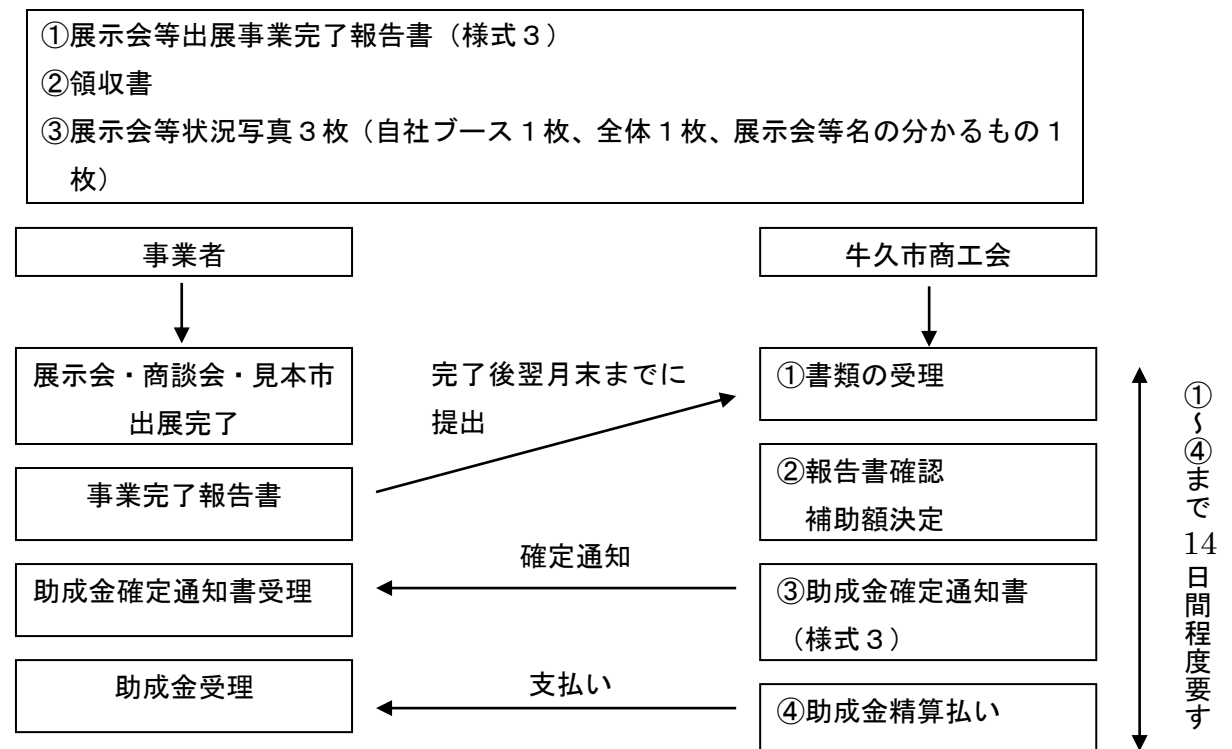 ①展示会等出展事業完了報告書（様式３）
②領収書
③展示会等状況写真３枚（自社ブース１枚、全体１枚、展示会等名の分かるもの１
枚）
事業者
牛久市商工会
展示会・商談会・見本市
出展完了
完了後翌月末までに
提出
①書類の受理
事業完了報告書
②報告書確認
補助額決定
確定通知
助成金確定通知書受理
③助成金確定通知書
（様式３）
助成金受理
支払い
④助成金精算払い
①～④まで14日間程度要す